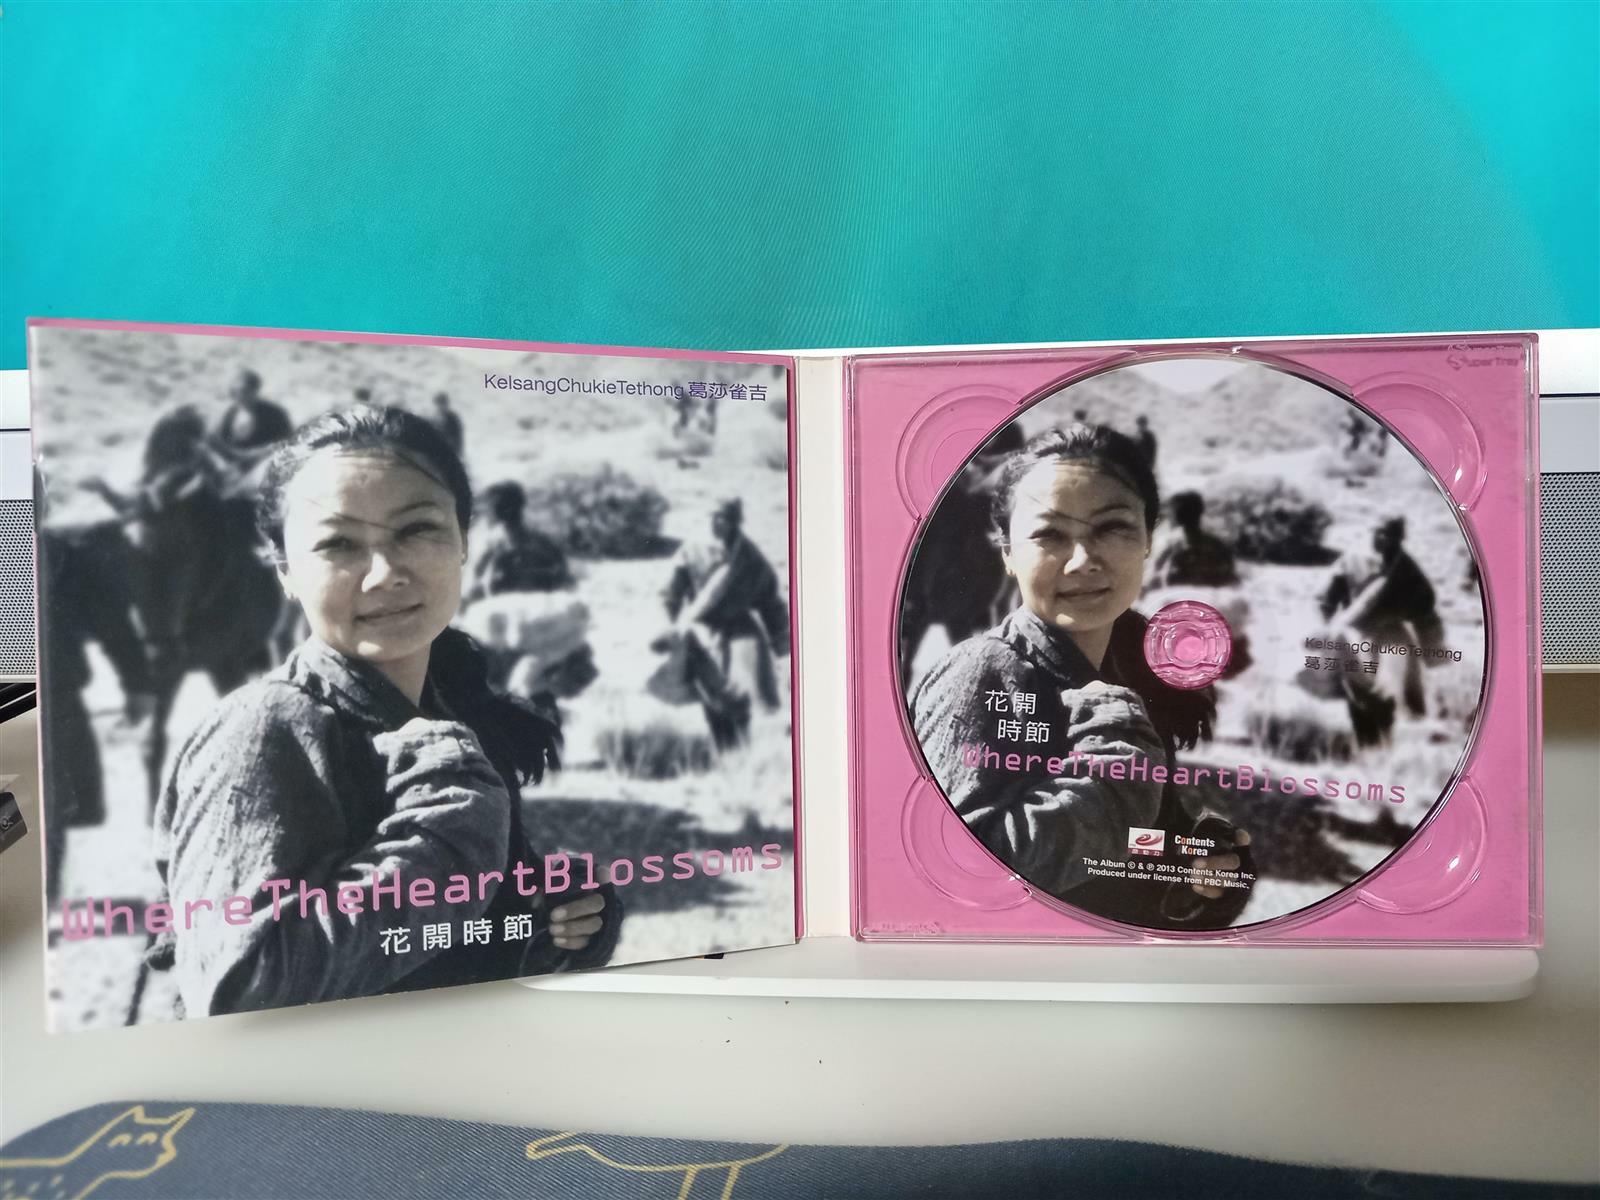 KelsangChukieTethong 葛莎雀吉
WhereTheHeartBlossoms
花開時節
SuperTray
KelsangChukieTethong
葛莎雀吉
花開
時節
WhereTheHeartBlossoms
Contents
Korea
The Album © & ℗ 2013 Contents Korea Inc.
Produced under license from PBC Music.